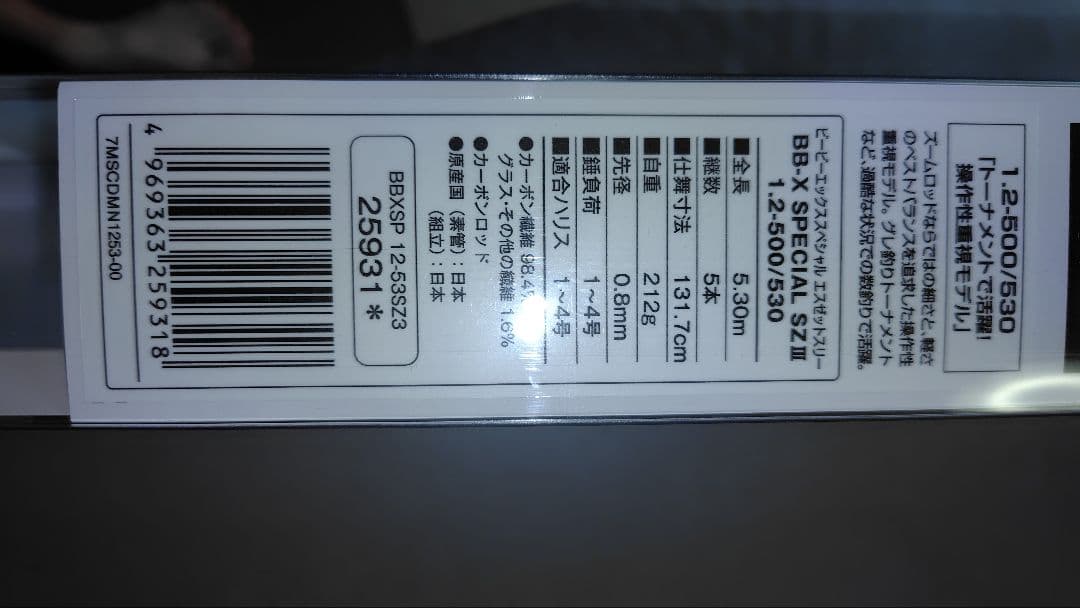 1.2-500/530
「トーナメントで活躍!
操作性重視モデル」
ズームロッドならではの細さと、軽さ
のベストバランスを追求した操作性
重視モデル。グレ釣りトーナメント
など、過酷な状況での数釣りで活躍。
ビービーエックススペシャル エスゼットスリー
BB-X SPECIAL SZⅢ
1.2-500/530
■全長 5.30m
■継数 5本
■仕舞寸法 131.7cm
■自重 212g
■先径 0.8mm
■錘負荷 1~4号
■適合ハリス 1~4号
●カーボン繊維 98.4%
グラス・その他の繊維 1.6%
●カーボンロッド
●原産国(素管):日本
(組立):日本
BBXSP 12-53SZ3
25931*
4 969363 259318
7MSCDMN1253-00